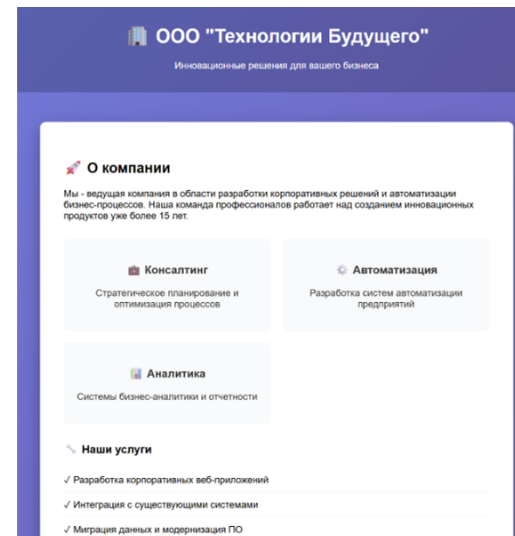 🏢 ООО "Технологии Будущего"
Инновационные решения для вашего бизнеса
🚀 О компании
Мы - ведущая компания в области разработки корпоративных решений и автоматизации
бизнес-процессов. Наша команда профессионалов работает над созданием инновационных
продуктов уже более 15 лет.
💼 Консалтинг
Стратегическое планирование и
оптимизация процессов
⚙️ Автоматизация
Разработка систем автоматизации
предприятий
📊 Аналитика
Системы бизнес-аналитики и отчетности
🔧 Наши услуги
✓ Разработка корпоративных веб-приложений
✓ Интеграция с существующими системами
✓ Миграция данных и модернизация ПО